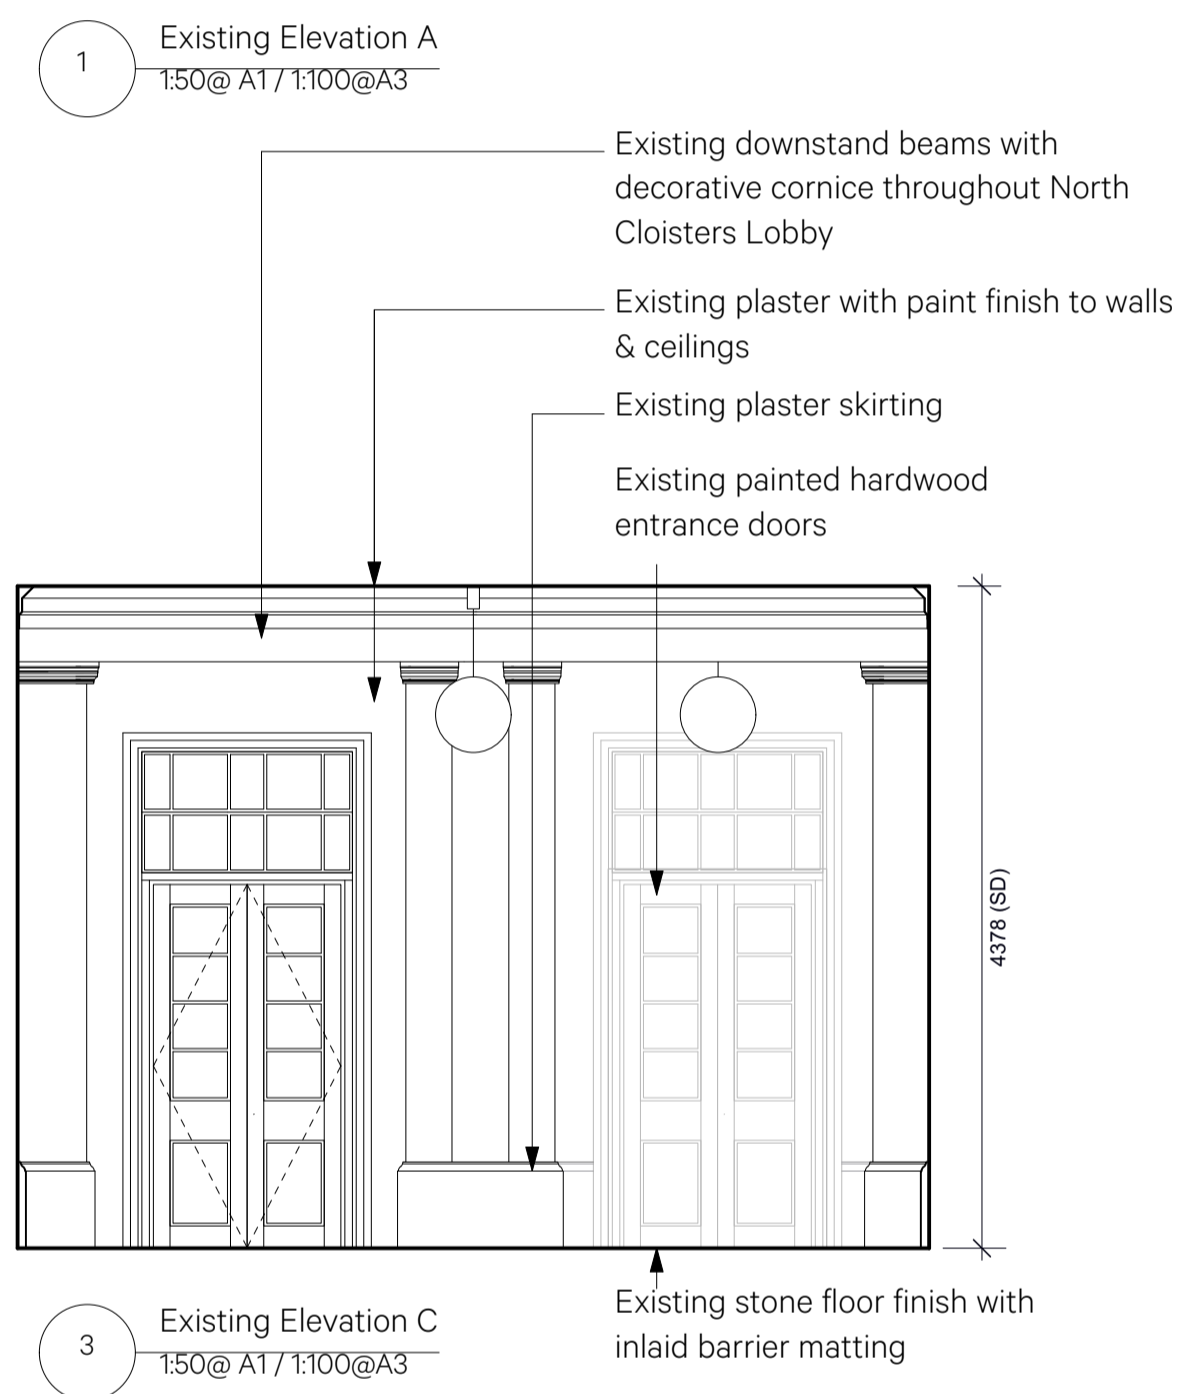 1
Existing Elevation A
1:50@ A1 / 1:100@A3
Existing downstand beams with
decorative cornice throughout North
Cloisters Lobby
Existing plaster with paint finish to walls
& ceilings
Existing plaster skirting
Existing painted hardwood
entrance doors
4378 (SD)
Existing stone floor finish with
inlaid barrier matting
3
Existing Elevation C
1:50@ A1 / 1:100@A3